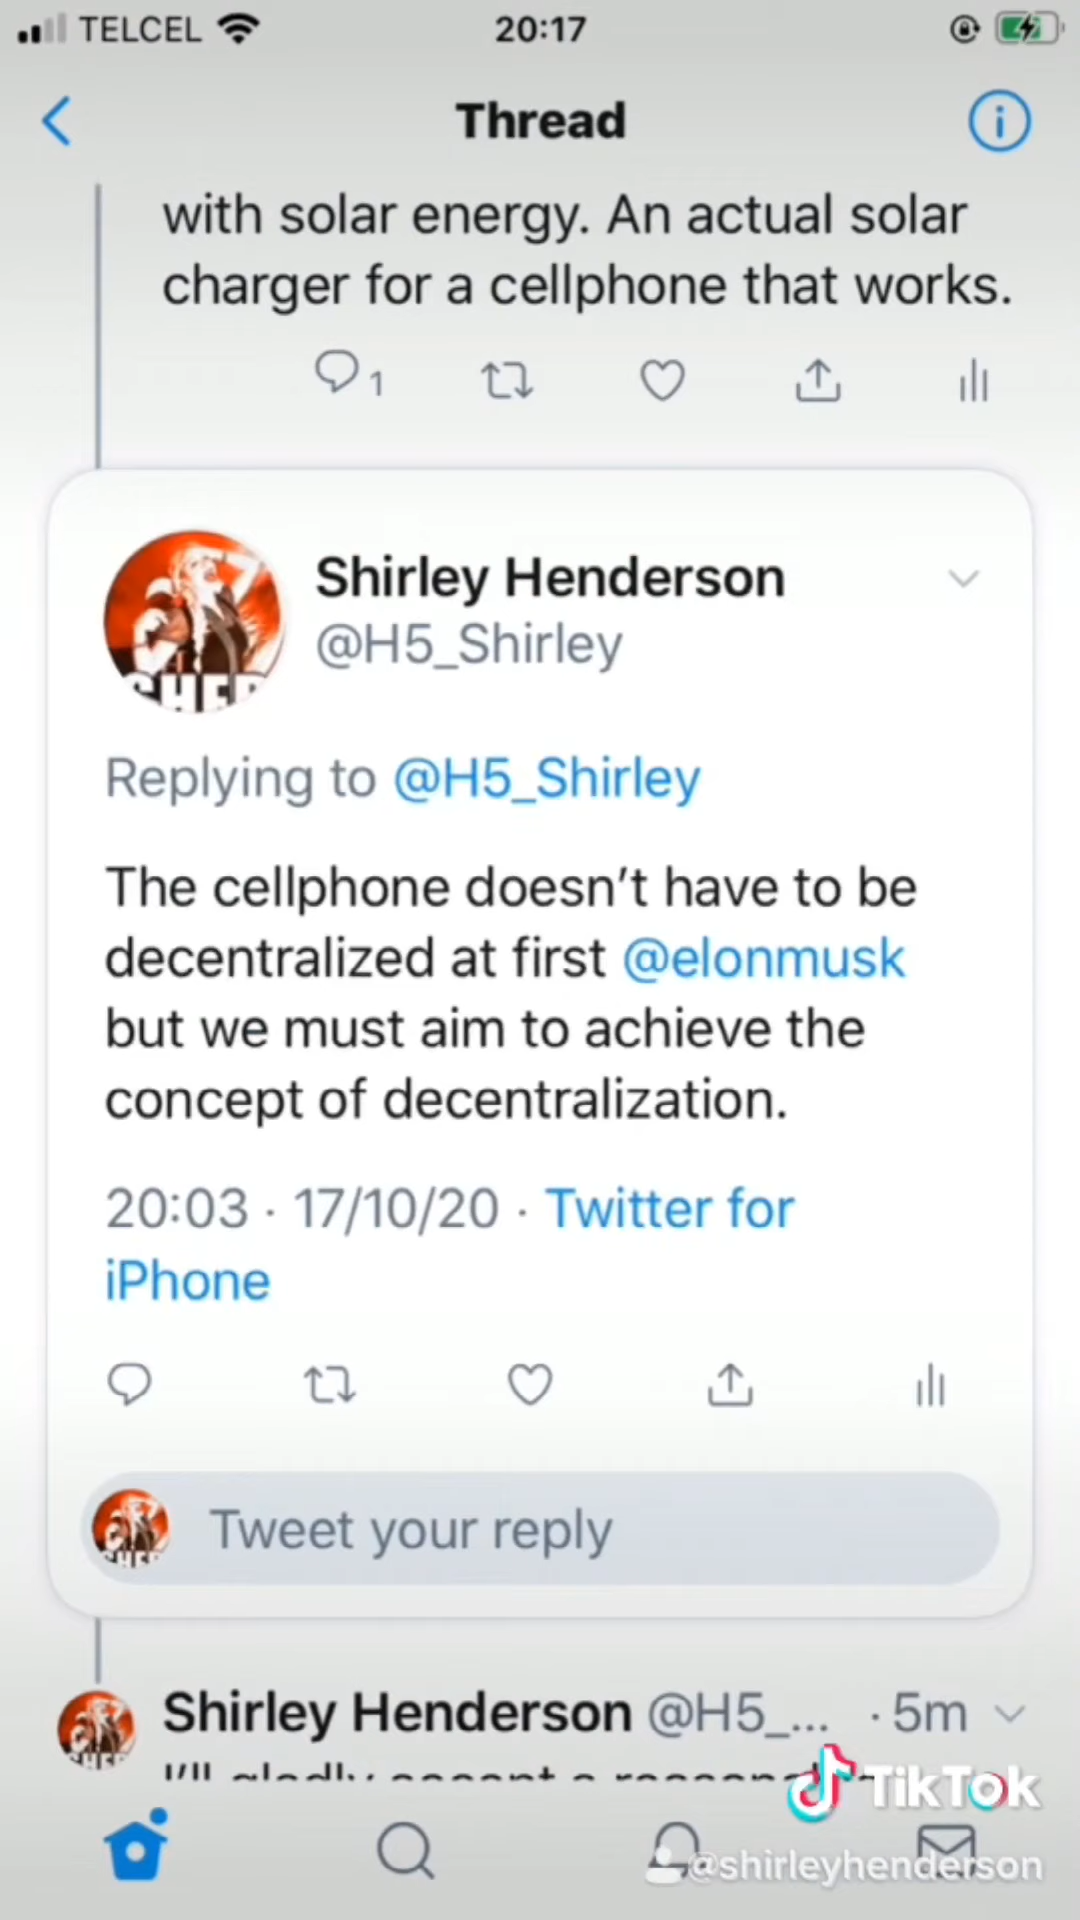 TELCEL 20:17
Thread
with solar energy. An actual solar
charger for a cellphone that works.
1
Shirley Henderson
@H5_Shirley
Replying to @H5_Shirley
The cellphone doesn’t have to be
decentralized at first @elonmusk
but we must aim to achieve the
concept of decentralization.
20:03 · 17/10/20 · Twitter for
iPhone
Tweet your reply
Shirley Henderson @H5_... · 5m
I'll gladly accept a
TikTok
@shirleyhenderson